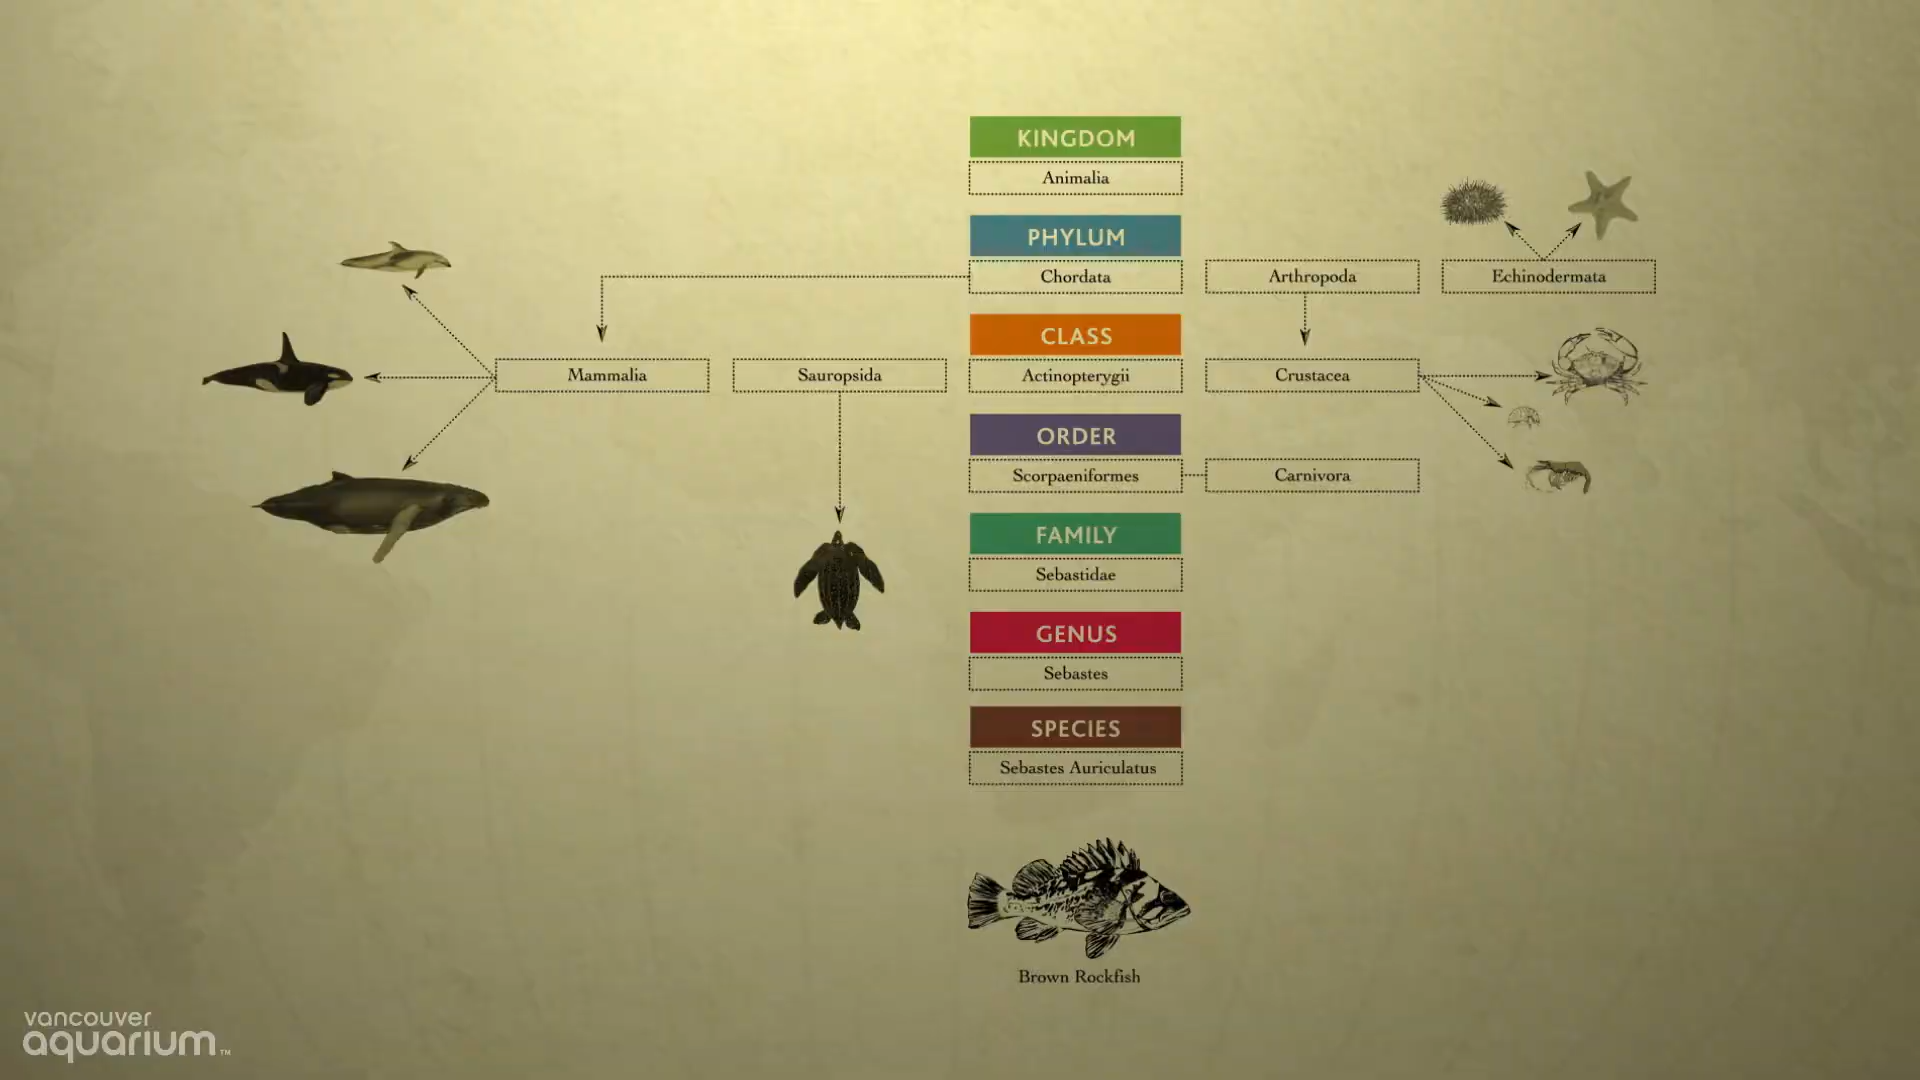 KINGDOM
Animalia
PHYLUM
Chordata
Arthropoda
Echinodermata
CLASS
Mammalia
Sauropsida
Actinopterygii
Crustacea
ORDER
Scorpaeniformes
Carnivora
FAMILY
Sebastidae
GENUS
Sebastes
SPECIES
Sebastes Auriculatus
Brown Rockfish
vancouver
aquarium™